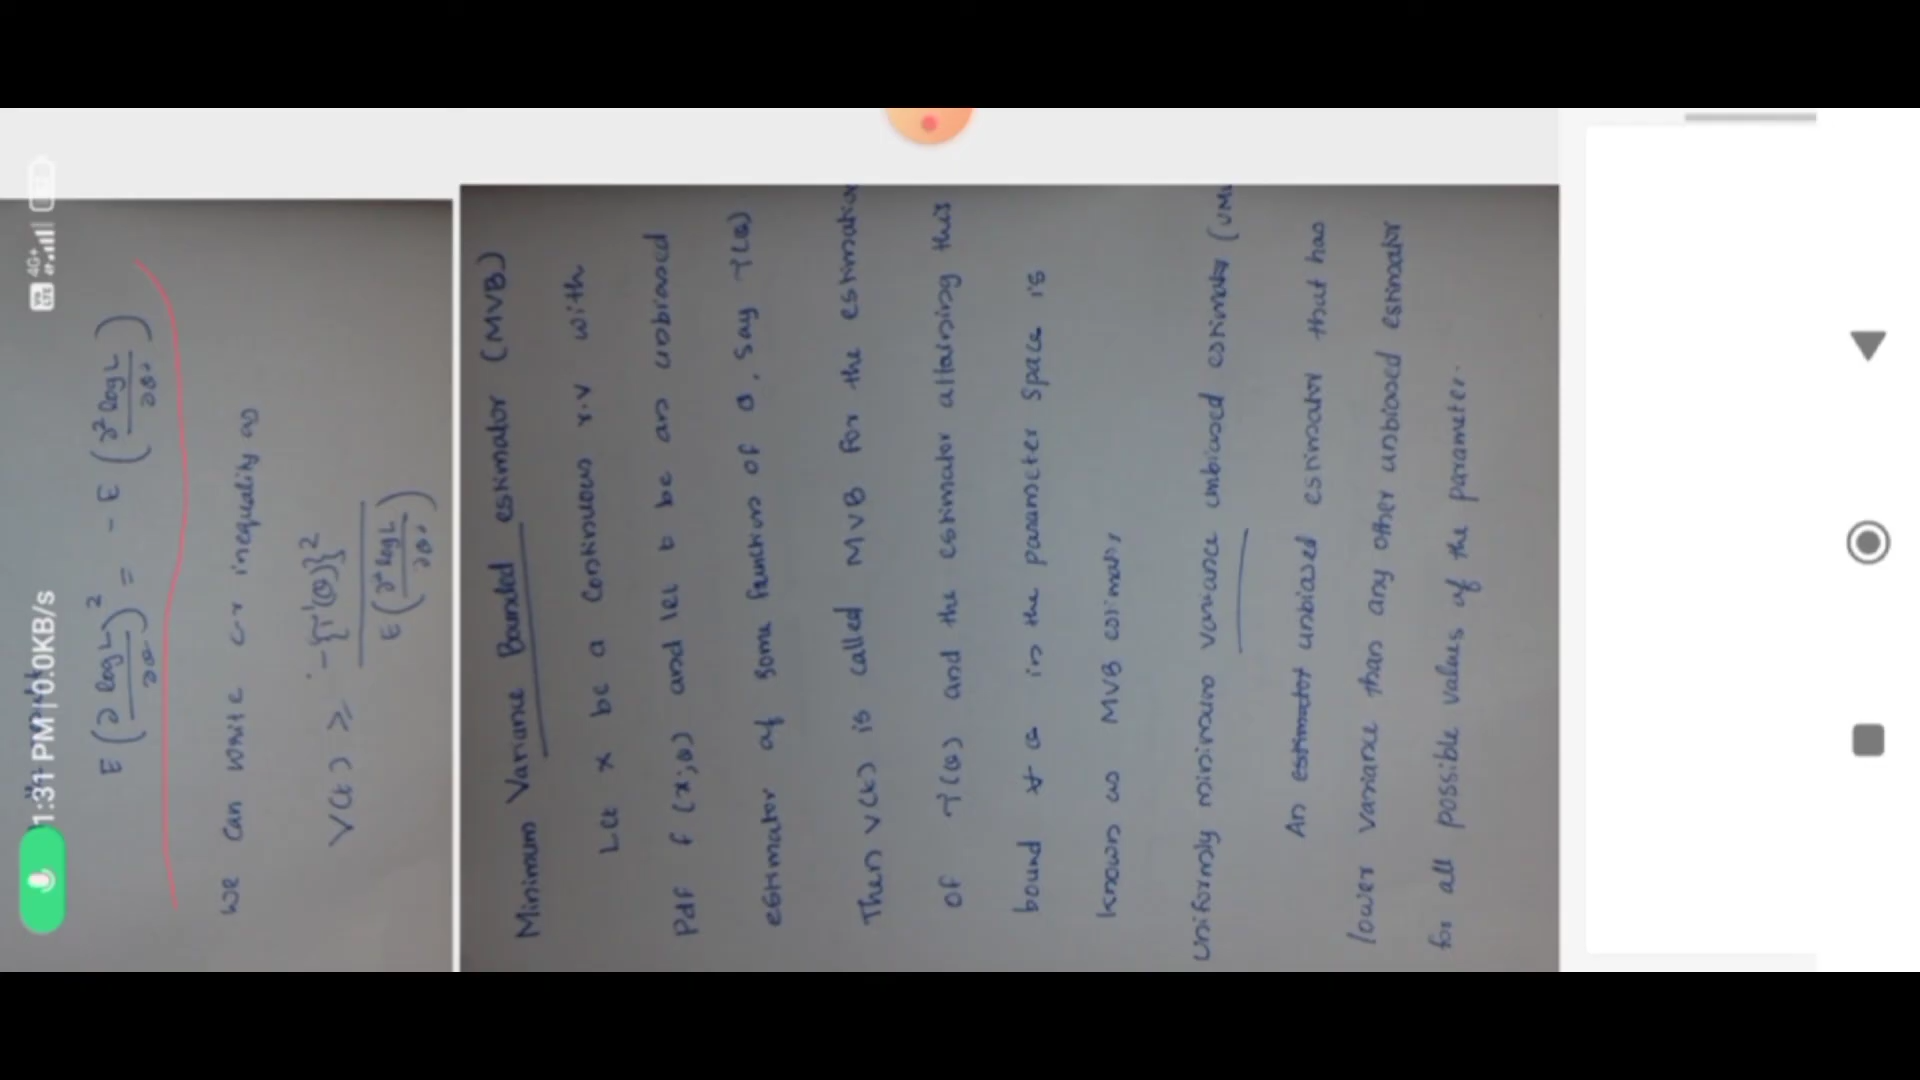 1:31 PM | 0.0KB/s
4G+
Vo LTE
E (∂ log L / ∂θ)² = - E (∂² log L / ∂θ²)
we can write c-r inequality as
V(t) ≥ -{τ'(θ)}² / E (∂² log L / ∂θ²)
Minimum Variance Bounded estimator (MVB)
Let x be a continuous r.v with
Pdf f (x;θ) and let t be an unbiased
estimator of some function of θ, say τ(θ)
Then V(t) is called MVB for the estimation
of τ(θ) and the estimator attaining this
bound ∀ θ in the parameter space is
known as MVB
Uniformly minimum variance unbiased estimator (UM
An estimator unbiased estimator that has
lower variance than any other unbiased estimator
for all possible values of the parameter.